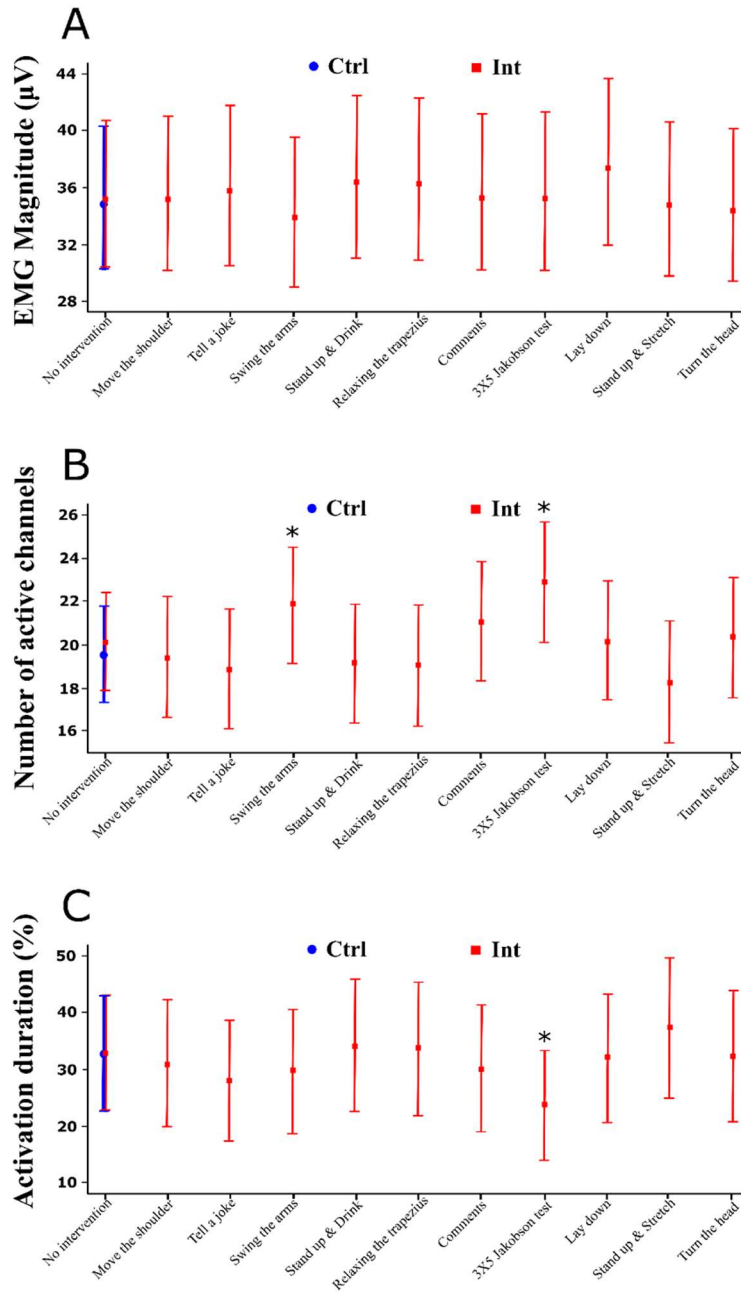 A
Ctrl Int
EMG Magnitude (µV)
44
40
36
32
28
No intervention
Move the shoulder
Tell a joke
Swing the arms
Stand up & Drink
Relaxing the trapezius
Comments
3X5 Jakobson test
Lay down
Stand up & Stretch
Turn the head
B
Ctrl Int
Number of active channels
26
24
22
20
18
16
*
*
No intervention
Move the shoulder
Tell a joke
Swing the arms
Stand up & Drink
Relaxing the trapezius
Comments
3X5 Jakobson test
Lay down
Stand up & Stretch
Turn the head
C
Ctrl Int
Activation duration (%)
50
40
30
20
10
*
No intervention
Move the shoulder
Tell a joke
Swing the arms
Stand up & Drink
Relaxing the trapezius
Comments
3X5 Jakobson test
Lay down
Stand up & Stretch
Turn the head